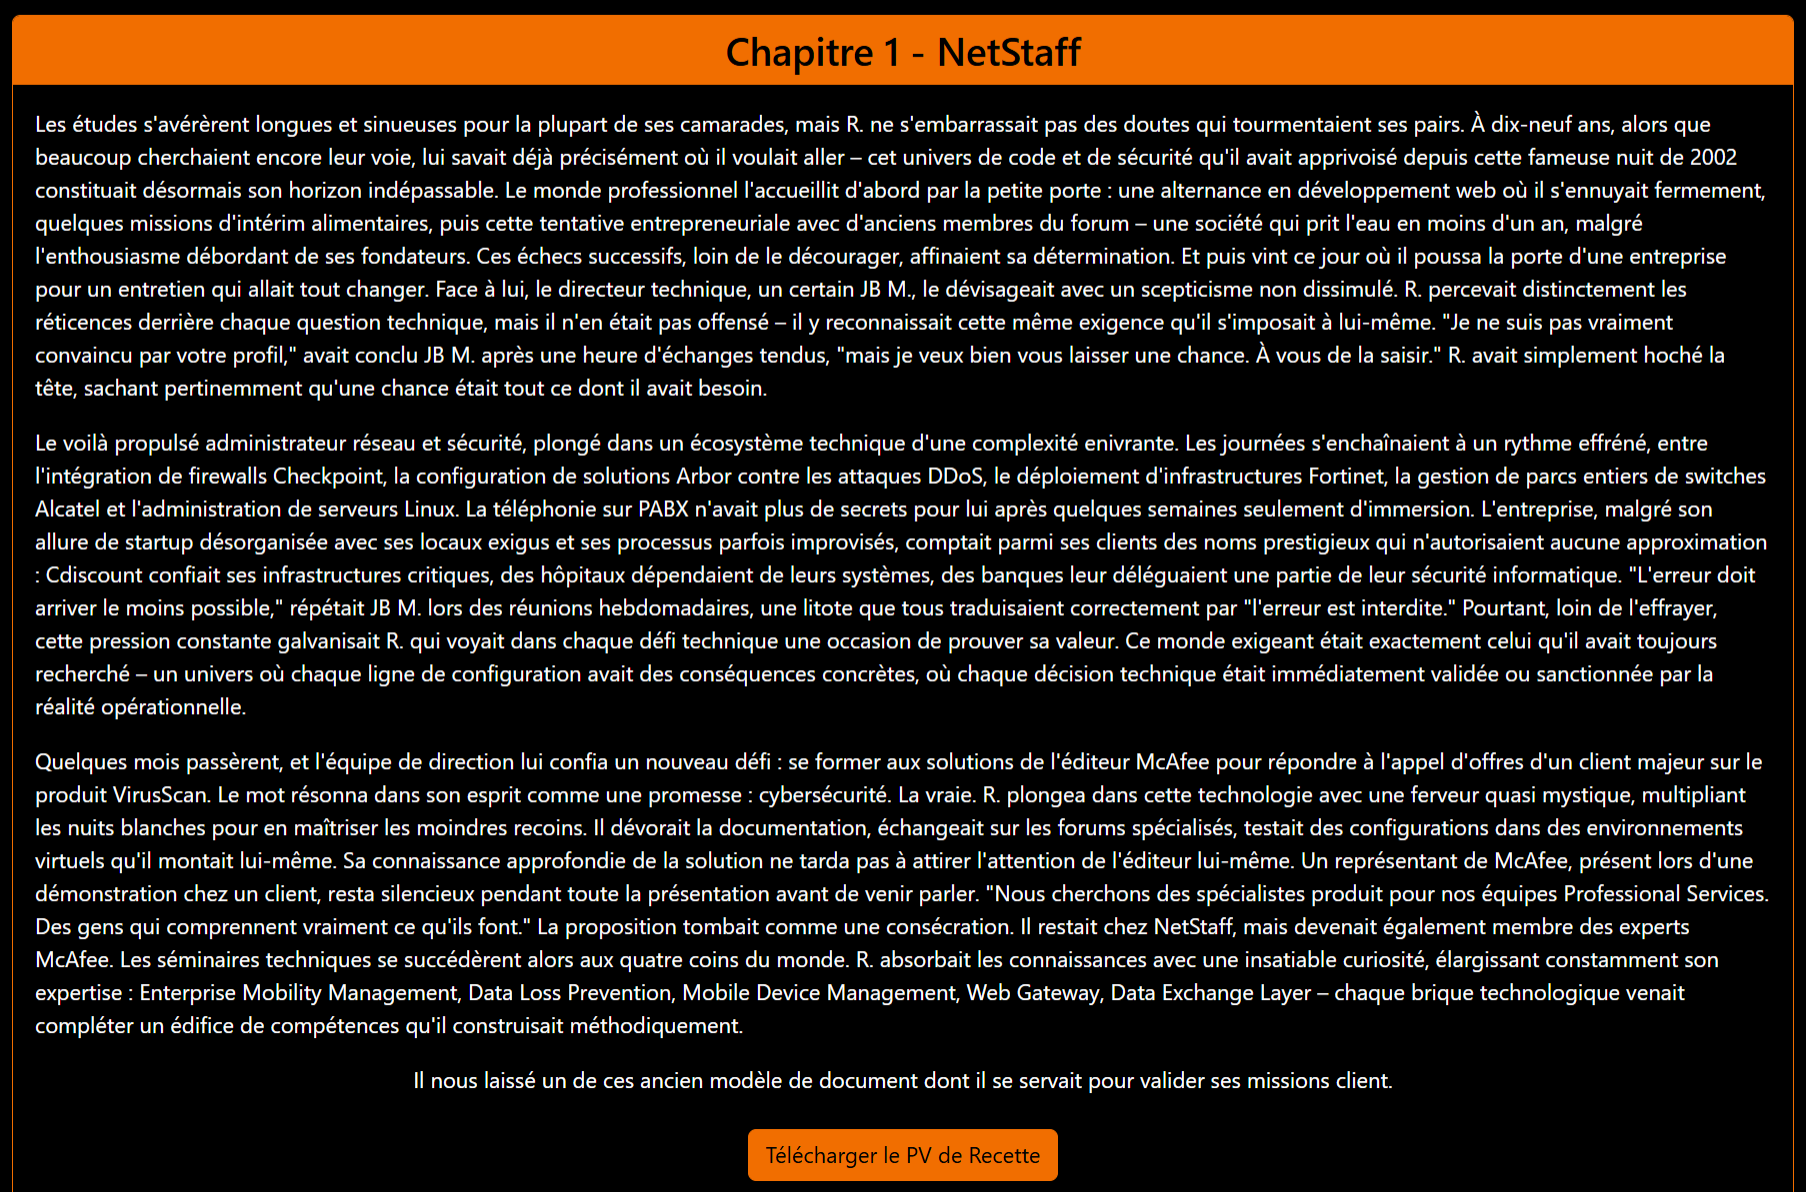 Chapitre 1 - NetStaff
Les études s'avérèrent longues et sinueuses pour la plupart de ses camarades, mais R. ne s'embarrassait pas des doutes qui tourmentaient ses pairs. À dix-neuf ans, alors que
beaucoup cherchaient encore leur voie, lui savait déjà précisément où il voulait aller – cet univers de code et de sécurité qu'il avait apprivoisé depuis cette fameuse nuit de 2002
constituait désormais son horizon indépassable. Le monde professionnel l'accueillit d'abord par la petite porte : une alternance en développement web où il s'ennuyait fermement,
quelques missions d'intérim alimentaires, puis cette tentative entrepreneuriale avec d'anciens membres du forum – une société qui prit l'eau en moins d'un an, malgré
l'enthousiasme débordant de ses fondateurs. Ces échecs successifs, loin de le décourager, affinaient sa détermination. Et puis vint ce jour où il poussa la porte d'une entreprise
pour un entretien qui allait tout changer. Face à lui, le directeur technique, un certain JB M., le dévisageait avec un scepticisme non dissimulé. R. percevait distinctement les
réticences derrière chaque question technique, mais il n'en était pas offensé – il y reconnaissait cette même exigence qu'il s'imposait à lui-même. "Je ne suis pas vraiment
convaincu par votre profil," avait conclu JB M. après une heure d'échanges tendus, "mais je veux bien vous laisser une chance. À vous de la saisir." R. avait simplement hoché la
tête, sachant pertinemment qu'une chance était tout ce dont il avait besoin.
Le voilà propulsé administrateur réseau et sécurité, plongé dans un écosystème technique d'une complexité enivrante. Les journées s'enchaînaient à un rythme effréné, entre
l'intégration de firewalls Checkpoint, la configuration de solutions Arbor contre les attaques DDoS, le déploiement d'infrastructures Fortinet, la gestion de parcs entiers de switches
Alcatel et l'administration de serveurs Linux. La téléphonie sur PABX n'avait plus de secrets pour lui après quelques semaines seulement d'immersion. L'entreprise, malgré son
allure de startup désorganisée avec ses locaux exigus et ses processus parfois improvisés, comptait parmi ses clients des noms prestigieux qui n'autorisaient aucune approximation
: Cdiscount confiait ses infrastructures critiques, des hôpitaux dépendaient de leurs systèmes, des banques leur déléguaient une partie de leur sécurité informatique. "L'erreur doit
arriver le moins possible," répétait JB M. lors des réunions hebdomadaires, une litote que tous traduisaient correctement par "l'erreur est interdite." Pourtant, loin de l'effrayer,
cette pression constante galvanisait R. qui voyait dans chaque défi technique une occasion de prouver sa valeur. Ce monde exigeant était exactement celui qu'il avait toujours
recherché – un univers où chaque ligne de configuration avait des conséquences concrètes, où chaque décision technique était immédiatement validée ou sanctionnée par la
réalité opérationnelle.
Quelques mois passèrent, et l'équipe de direction lui confia un nouveau défi : se former aux solutions de l'éditeur McAfee pour répondre à l'appel d'offres d'un client majeur sur le
produit VirusScan. Le mot résonna dans son esprit comme une promesse : cybersécurité. La vraie. R. plongea dans cette technologie avec une ferveur quasi mystique, multipliant
les nuits blanches pour en maîtriser les moindres recoins. Il dévorait la documentation, échangeait sur les forums spécialisés, testait des configurations dans des environnements
virtuels qu'il montait lui-même. Sa connaissance approfondie de la solution ne tarda pas à attirer l'attention de l'éditeur lui-même. Un représentant de McAfee, présent lors d'une
démonstration chez un client, resta silencieux pendant toute la présentation avant de venir parler. "Nous cherchons des spécialistes produit pour nos équipes Professional Services.
Des gens qui comprennent vraiment ce qu'ils font." La proposition tombait comme une consécration. Il restait chez NetStaff, mais devenait également membre des experts
McAfee. Les séminaires techniques se succédèrent alors aux quatre coins du monde. R. absorbait les connaissances avec une insatiable curiosité, élargissant constamment son
expertise : Enterprise Mobility Management, Data Loss Prevention, Mobile Device Management, Web Gateway, Data Exchange Layer – chaque brique technologique venait
compléter un édifice de compétences qu'il construisait méthodiquement.
Il nous laissé un de ces ancien modèle de document dont il se servait pour valider ses missions client.
Télécharger le PV de Recette